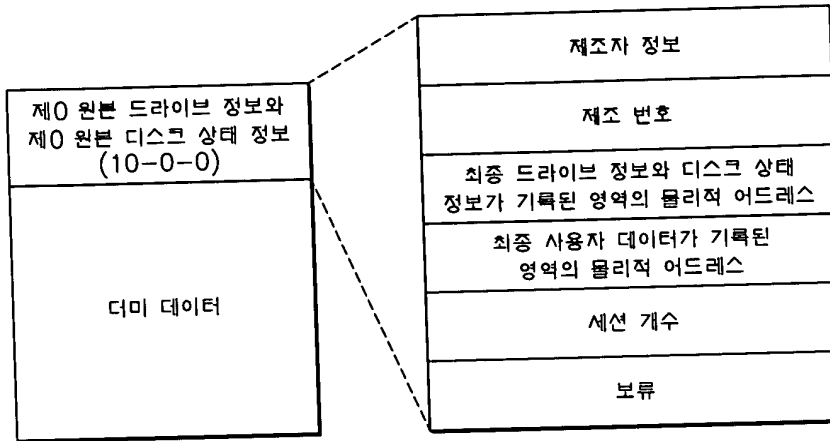 제0 원본 드라이브 정보와
제0 원본 디스크 상태 정보
(10-0-0)
더미 데이터
제조자 정보
제조 번호
최종 드라이브 정보와 디스크 상태
정보가 기록된 영역의 물리적 어드레스
최종 사용자 데이터가 기록된
영역의 물리적 어드레스
세션 개수
보류